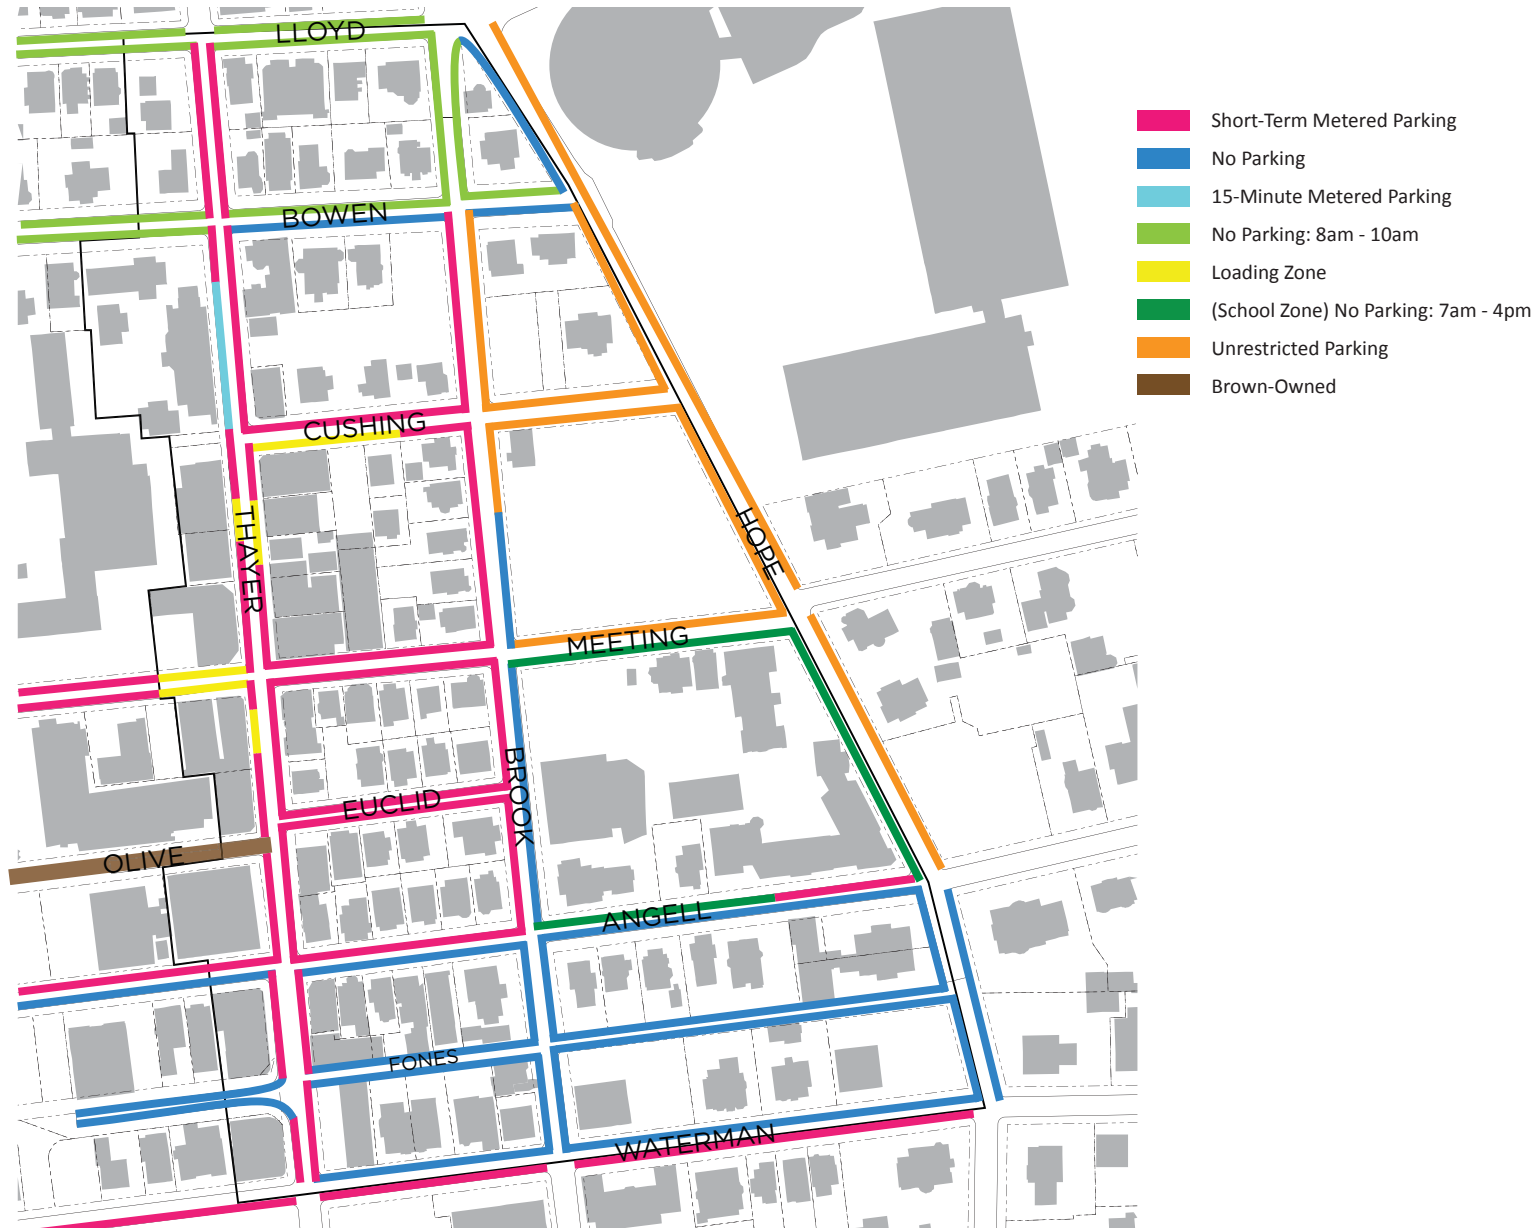 LLOYD
BOWEN
CUSHING
THAYER
HOPE
MEETING
BROOK
EUCLID
OLIVE
ANGELL
FONES
WATERMAN
Short-Term Metered Parking
No Parking
15-Minute Metered Parking
No Parking: 8am - 10am
Loading Zone
(School Zone) No Parking: 7am - 4pm
Unrestricted Parking
Brown-Owned